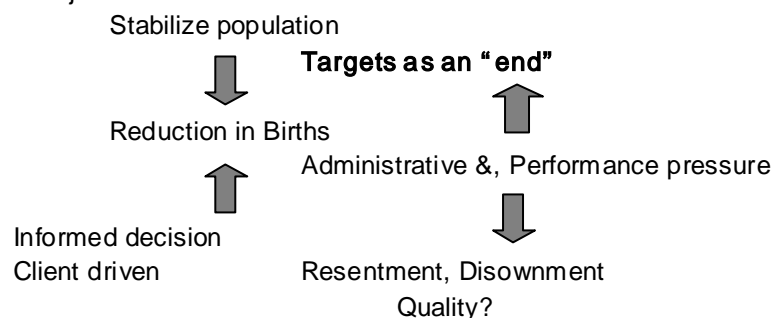 Stabilize population
Targets as an “end”
Reduction in Births
Administrative &, Performance pressure
Informed decision
Client driven
Resentment, Disownment
Quality?